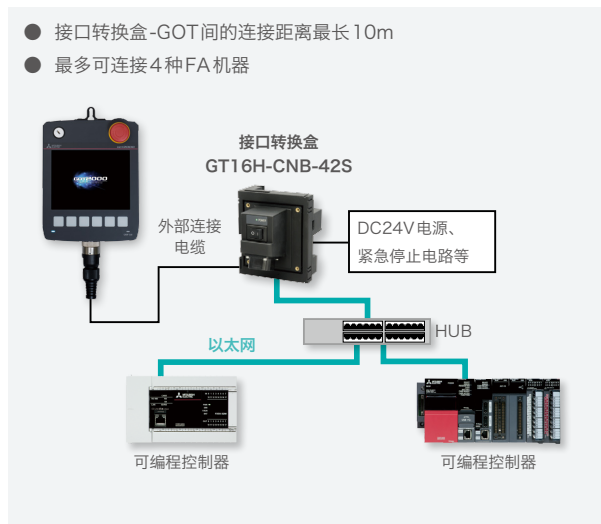 ● 接口转换盒-GOT间的连接距离最长10m
● 最多可连接4种FA机器
接口转换盒
GT16H-CNB-42S
外部连接
电缆
DC24V电源、
紧急停止电路等
HUB
以太网
可编程控制器
可编程控制器